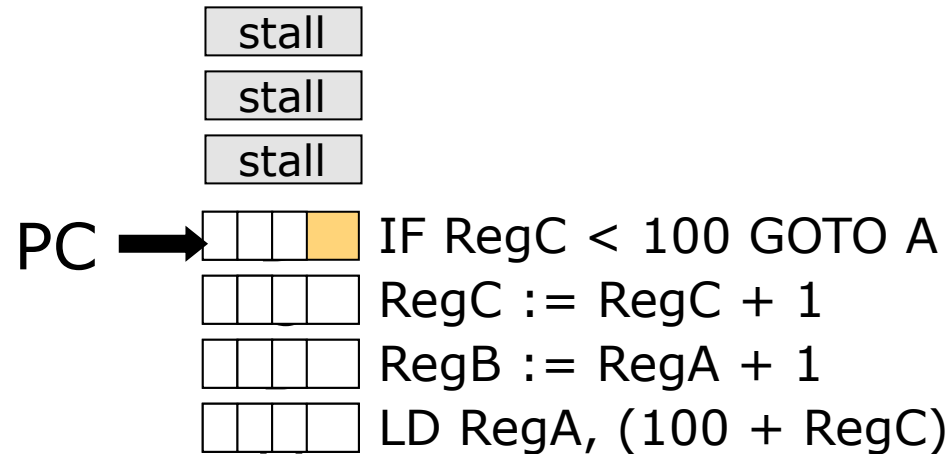 stall
stall
stall
PC IF RegC < 100 GOTO A
RegC := RegC + 1
RegB := RegA + 1
LD RegA, (100 + RegC)